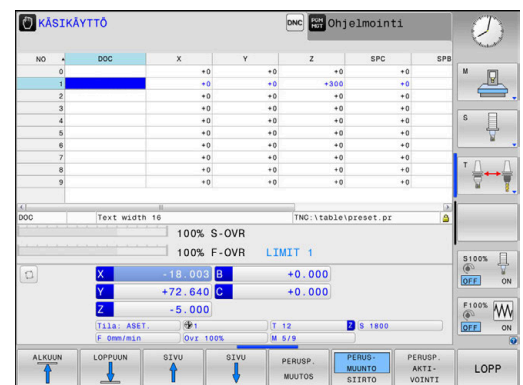 KÄSIKÄYTTÖ
DNC
PGM MGT
Ohjelmointi
NO DOC X Y Z SPC SPB
0 +0 +0 +0 +0
1 +0 +0 +300 +0
2 +0 +0 +0 +0
3 +0 +0 +0 +0
4 +0 +0 +0 +0
5 +0 +0 +0 +0
6 +0 +0 +0 +0
7 +0 +0 +0 +0
8 +0 +0 +0 +0
9 +0 +0 +0 +0
DOC Text width 16 TNC:\table\preset.pr
100% S-OVR
100% F-OVR LIMIT 1
X -18.003 B +0.000
Y +72.640 C +0.000
Z -5.000
Tila: ASET. 1 T 12 Z S 1800
F 0mm/min Ovr 100% M 5/9
M
S
T
S100%
OFF ON
F100%
OFF ON
ALKUUN
LOPPUUN
SIVU
SIVU
PERUSP.
MUUTOS
PERUS-
MUUNTO
SIIRTO
PERUSP.
AKTI-
VOINTI
LOPP